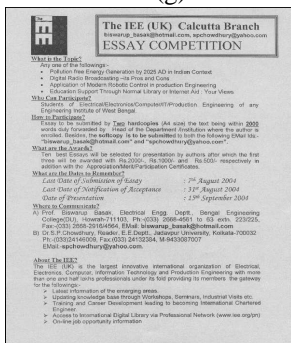 The IEE (UK) Calcutta Branch
biswarup_basak@hotmail.com, spchowdhury@yahoo.com
ESSAY COMPETITION
What is the Topic?
Any one of the followings:-
Pollution free Energy Generation by 2025 AD in Indian Context
Digital Radio Broadcasting –its Pros and Cons
Application of Modern Robotic Control in production Engineering
Education Support Through Normal Library or Internet Aid : Your Views
Who Can Participate?
Students of Electrical/Electronics/Computer/IT/Production Engineering of any
Engineering Institute of West Bengal.
How to Participate?
Essay to be submitted by Two hardcopies (A4 size) the text being within 2000
words duly forwarded by Head of the Department /Institution where the author is
enrolled. Besides, the softcopy is to be submitted to both the following EMail Ids:-
"biswarup_basak@hotmail.com" and "spchowdhury@yahoo.com".
What are the Awards?
Ten best Essays will be selected for presentation by authors after which the first
three will be awarded with Rs.2000/-, Rs.1000/- and Rs.500/- respectively in
addition with the Appreciation/Merit/Participation Certificates.
What are the Dates to Remember?
Last Date of Submission of Essay : 7th August 2004
Last Date of Notification of Acceptance : 31st August 2004
Date of Presentation : 15th September 2004
Where to Communicate?
A) Prof. Biswarup Basak, Electrical Engg. Deptt., Bengal Engineering
College(DU), Howrah-711103, Ph:-(033) 2668-4561 to 63 extn. 223/225,
Fax:-(033) 2668-2916/4564, EMail: biswarup_basak@hotmail.com
B) Dr.S.P.Chowdhury, Reader, E.E.Deptt., Jadavpur University, Kolkata-700032
Ph.:(033)24146009, Fax:(033) 24132384, M-9433087007
EMail:-spchowdhury@yahoo.com.
About The IEE?
The IEE (UK) is the largest innovative international organization of Electrical,
Electronics, Computer, Information Technology and Production Engineering with more
than one and half lakhs professionals under its fold providing its members the gateway
for the followings:-
Latest information of the emerging areas.
Updating knowledge base through Workshops, Seminars, Industrial Visits etc.
Training and Career Development leading to becoming International Chartered
Engineer.
Access to International Digital Library via Professional Network (www.iee.org/pn)
On-line job opportunity information